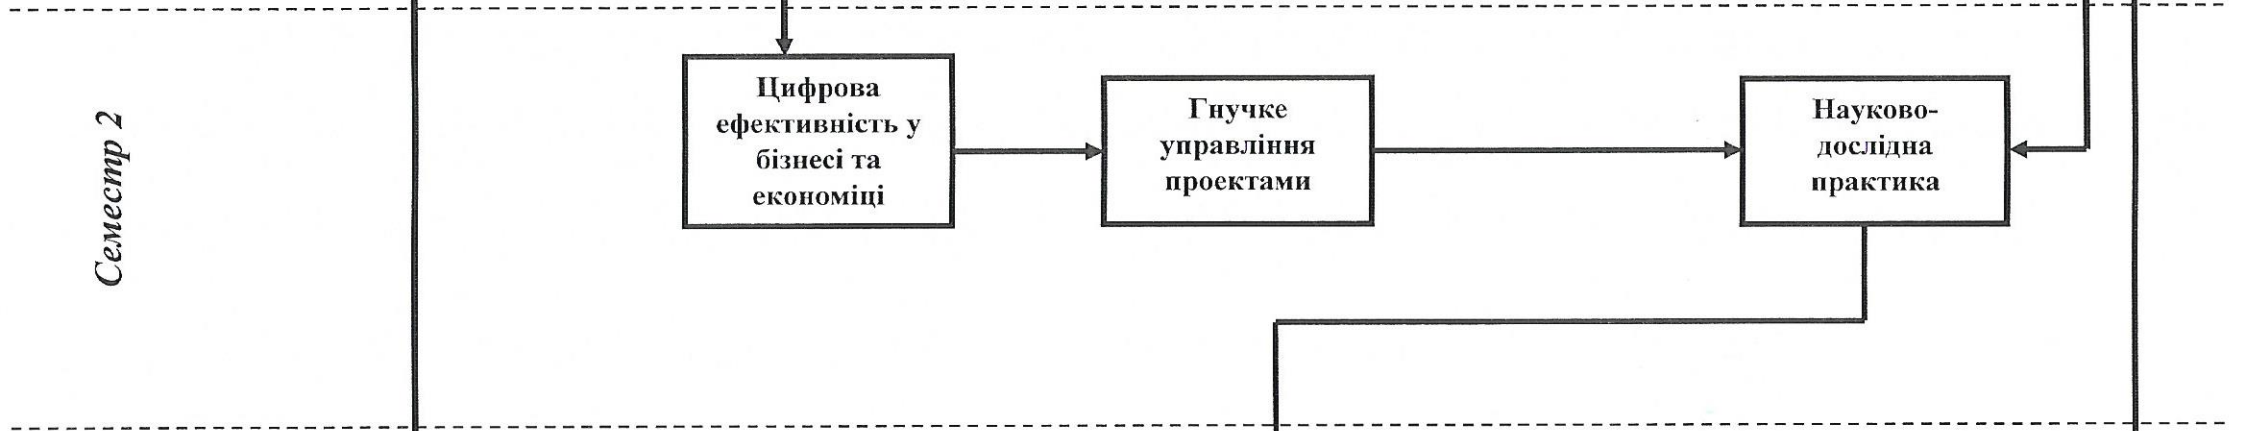 Семестр 2
Цифрова
ефективність у
бізнесі та
економіці
Гнучке
управління
проектами
Науково-
дослідна
практика